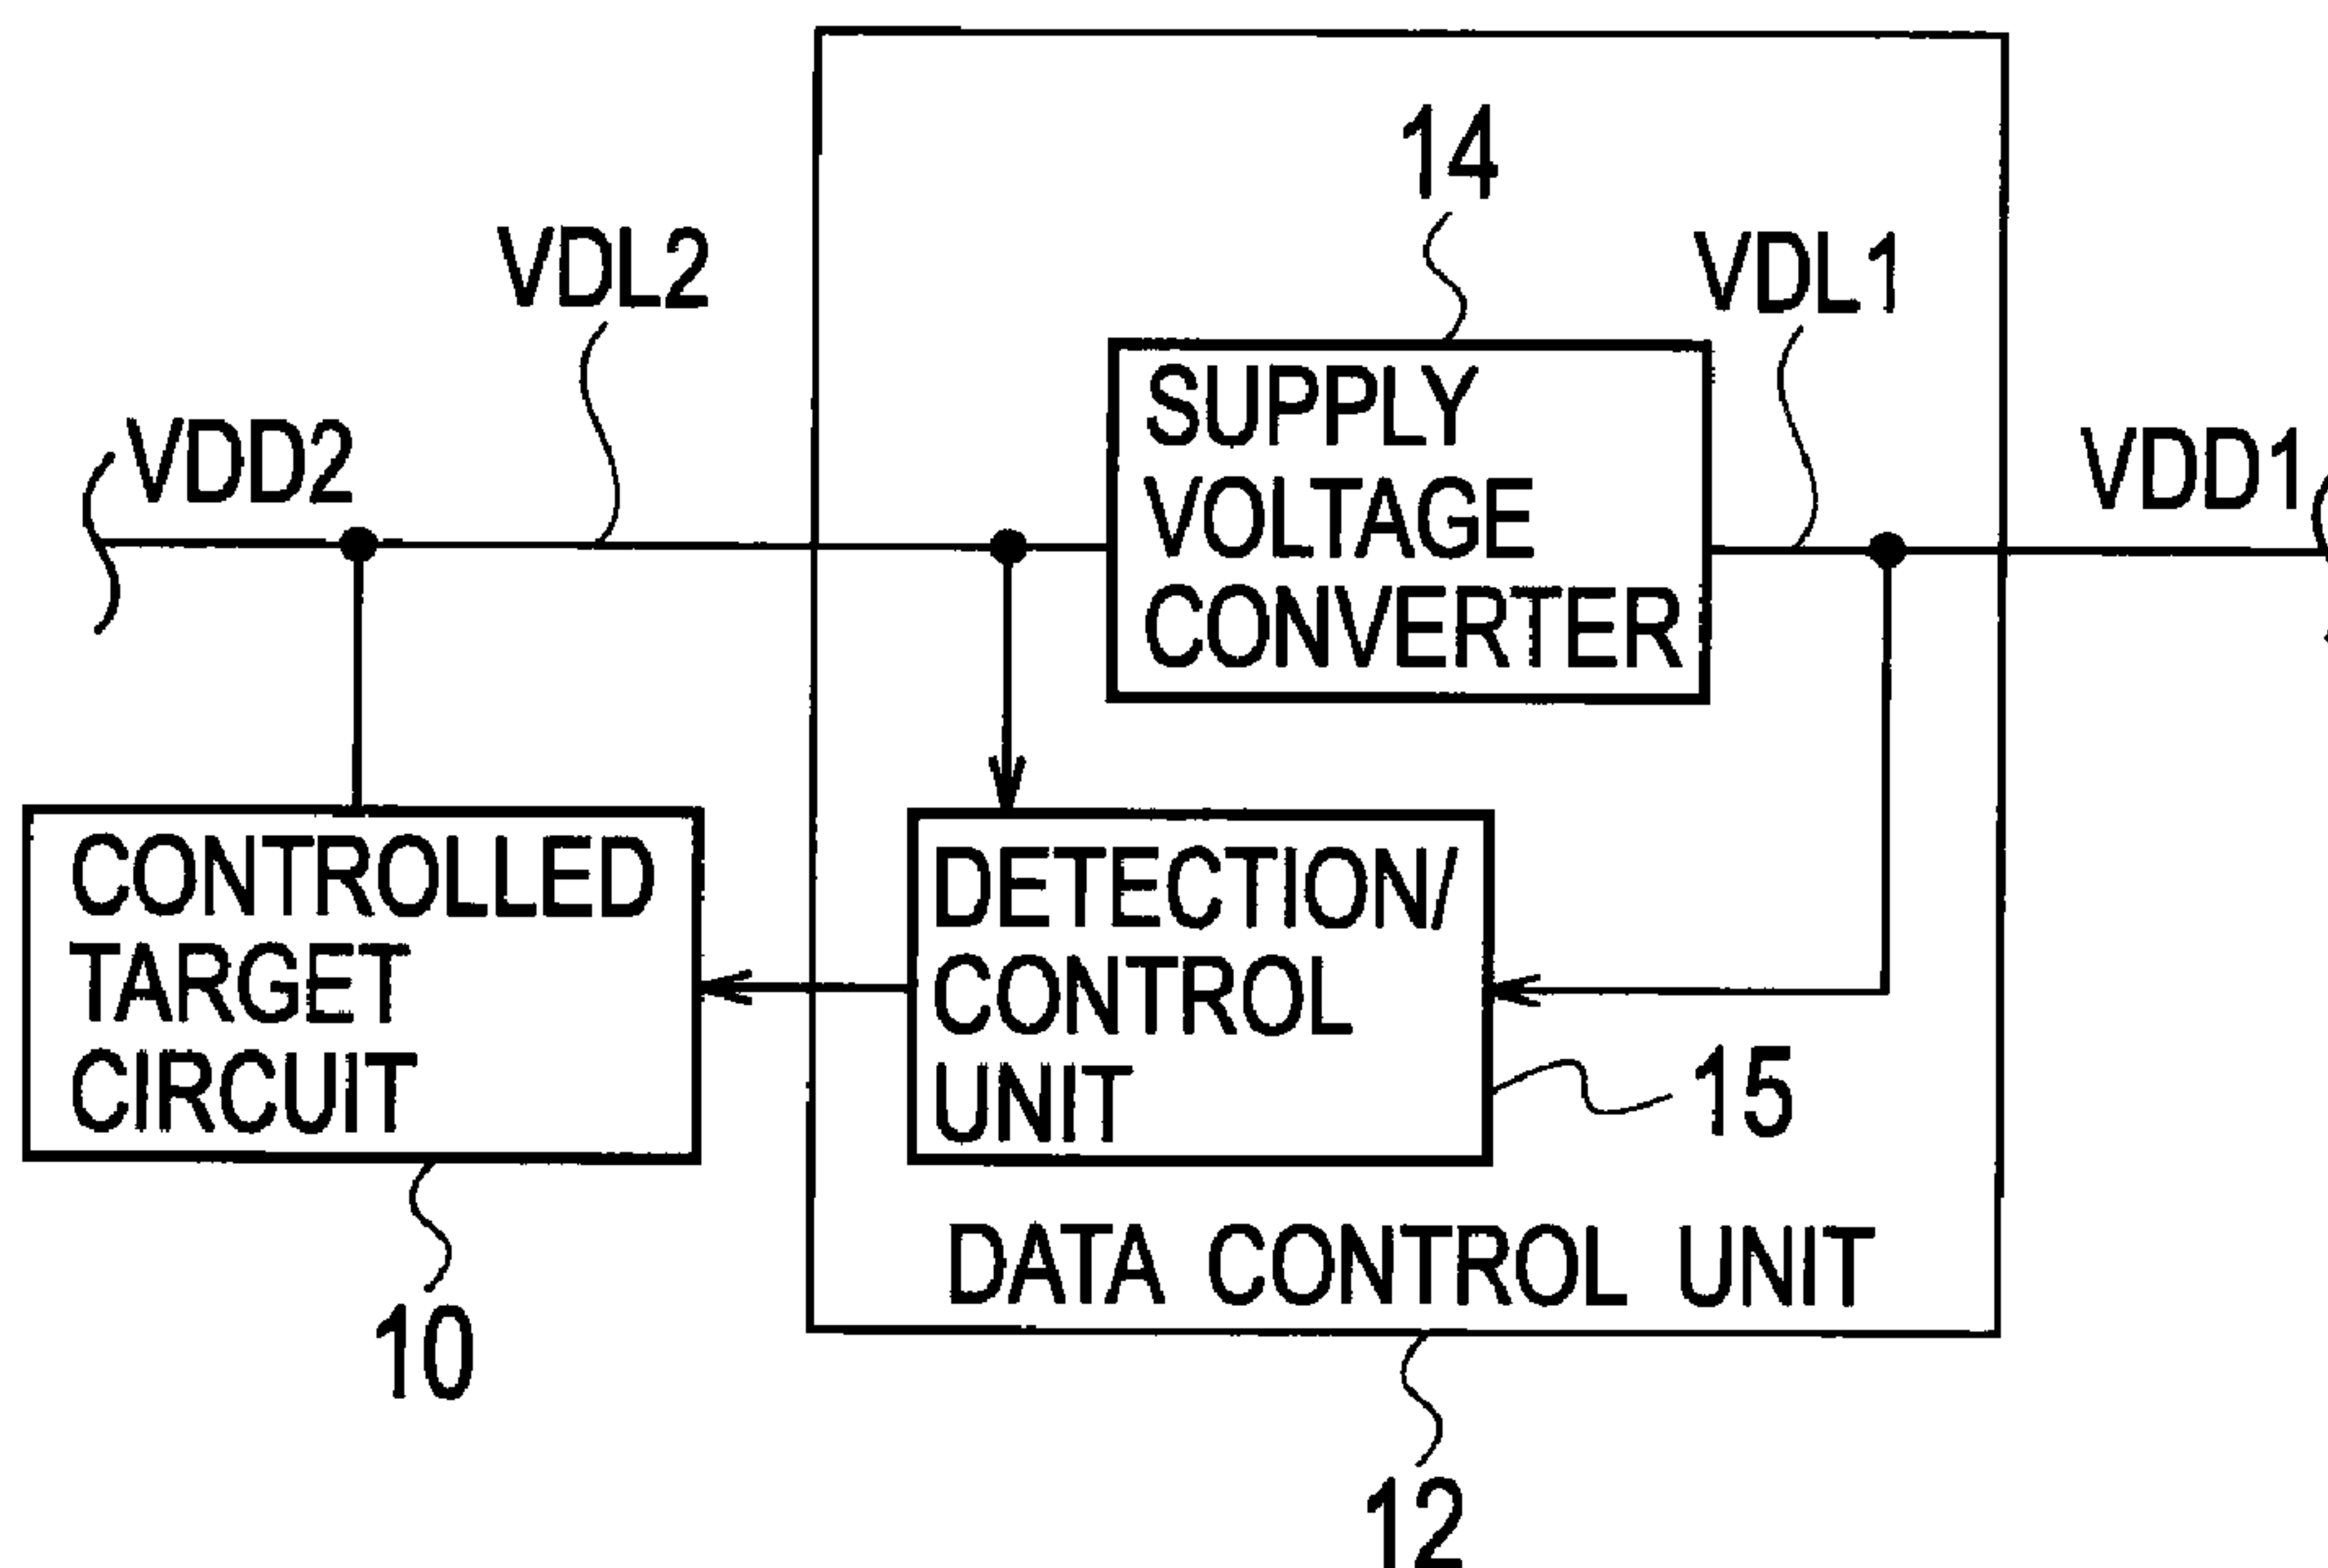 14
VDL2
VDL1
SUPPLY
VOLTAGE
CONVERTER
VDD2
VDD1
CONTROLLED
TARGET
CIRCUIT
DETECTION/
CONTROL
UNIT
15
DATA CONTROL UNIT
10
12